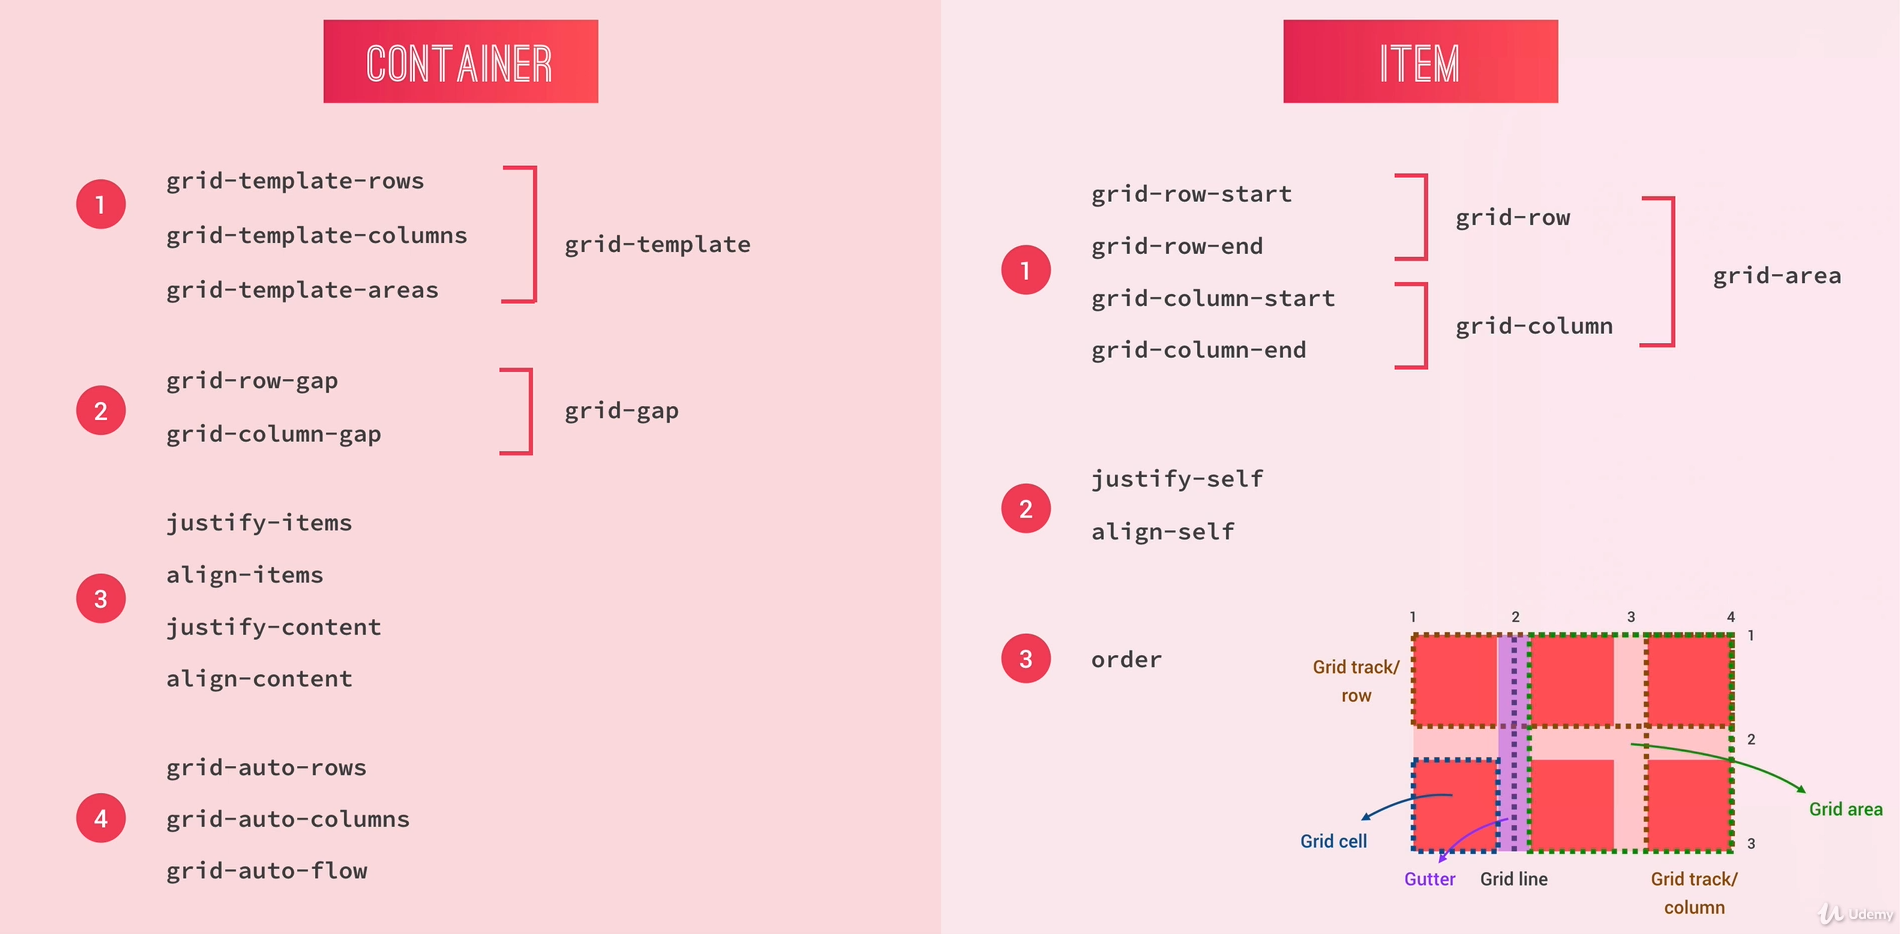 CONTAINER
1
grid-template-rows
grid-template-columns
grid-template-areas
grid-template
2
grid-row-gap
grid-column-gap
grid-gap
3
justify-items
align-items
justify-content
align-content
4
grid-auto-rows
grid-auto-columns
grid-auto-flow
ITEM
1
grid-row-start
grid-row-end
grid-column-start
grid-column-end
grid-row
grid-column
grid-area
2
justify-self
align-self
3
order
1 2 3 4
1
2
3
Grid track/
row
Grid area
Grid cell
Gutter
Grid line
Grid track/
column
Udemy